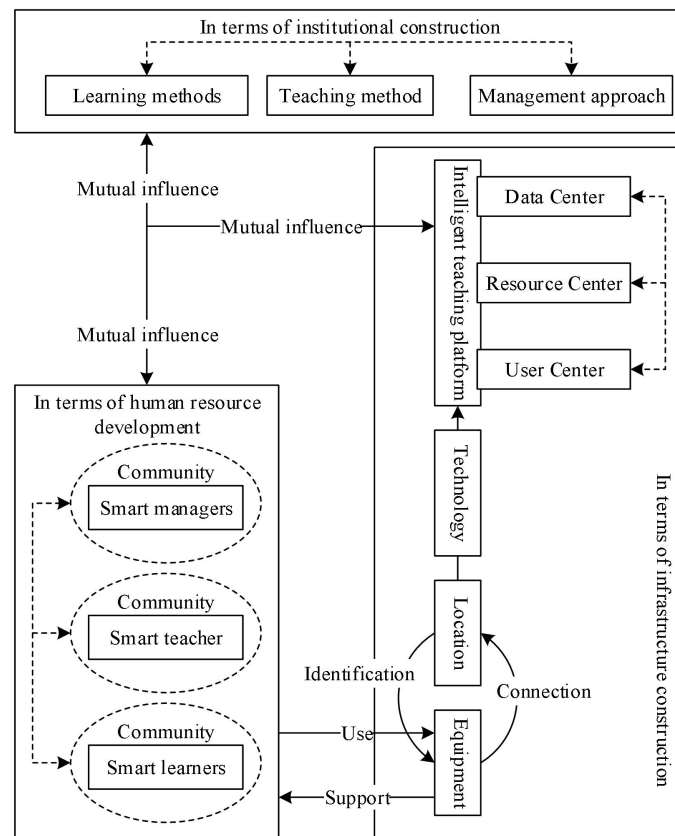 In terms of institutional construction
Learning methods
Teaching method
Management approach
Mutual influence
Mutual influence
Mutual influence
Intelligent teaching platform
Data Center
Resource Center
User Center
In terms of human resource
development
Community
Smart managers
Community
Smart teacher
Community
Smart learners
Technology
Location
Identification
Connection
Equipment
Use
Support
In terms of infrastructure construction